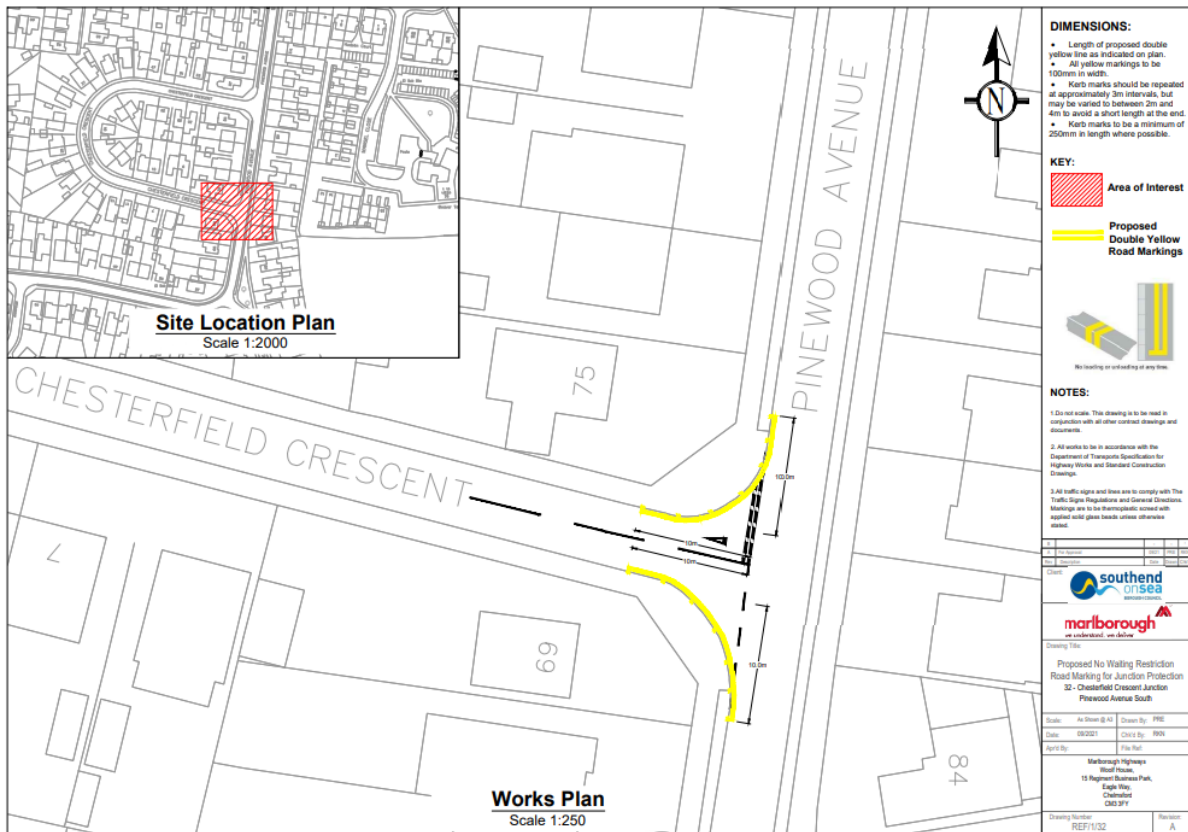 Site Location Plan
Scale 1:2000
CHESTERFIELD CRESCENT
PINEWOOD AVENUE
75
7
69
84
10.0m
10m
10m
10.0m
Works Plan
Scale 1:250
N
DIMENSIONS:
• Length of proposed double
yellow line as indicated on plan.
• All yellow markings to be
100mm in width.
• Kerb marks should be repeated
at approximately 3m intervals, but
may be varied to between 2m and
4m to avoid a short length at the end.
• Kerb marks to be a minimum of
250mm in length where possible.
KEY:
Area of Interest
Proposed
Double Yellow
Road Markings
No loading or unloading at any time.
NOTES:
1.Do not scale. This drawing is to be read in
conjunction with all other contract drawings and
documents.
2. All works to be in accordance with the
Department of Transports Specification for
Highway Works and Standard Construction
Drawings.
3.All traffic signs and lines are to comply with The
Traffic Signs Regulations and General Directions.
Markings are to be thermoplastic screed with
applied solid glass beads unless otherwise
stated.
Client:
southend
on sea
BOROUGH COUNCIL
marlborough
we understand. we deliver
Drawing Title:
Proposed No Waiting Restriction
Road Marking for Junction Protection
32 - Chesterfield Crescent Junction
Pinewood Avenue South
Scale: As Shown @ A3 Drawn By: PRE
Date: 09/2021 Chk'd By: RKN
Apr'd By: File Ref:
Marlborough Highways
Woolf House,
15 Regiment Business Park,
Eagle Way,
Chelmsford
CM3 3FY
Drawing Number Revision
REF/1/32 A